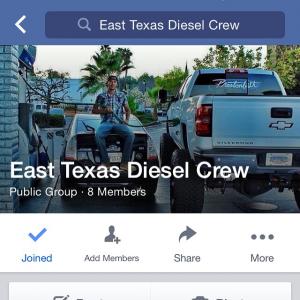 East Texas Diesel Crew
East Texas Diesel Crew
Public Group · 8 Members
Joined
Add Members
Share
More